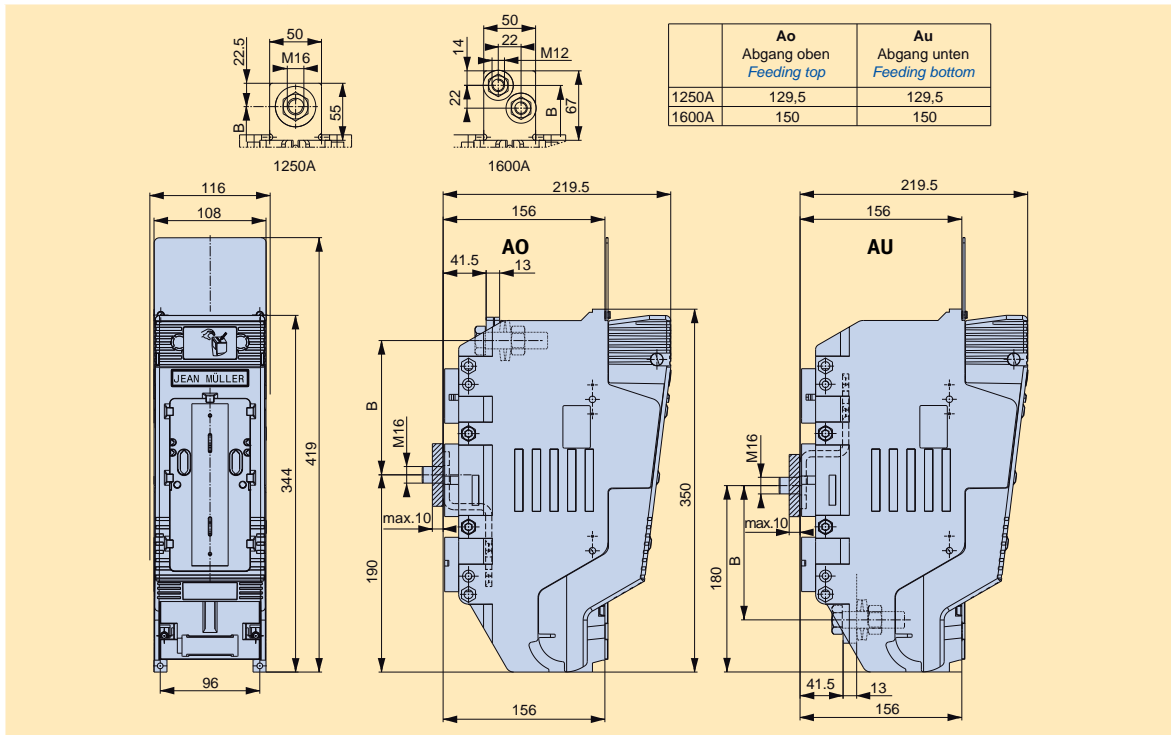 50
22.5
M16
B
55
1250A
50
14
22
M12
22
B
67
1600A
Ao Au
Abgang oben Abgang unten
Feeding top Feeding bottom
1250A 129,5 129,5
1600A 150 150
116
108
JEAN MÜLLER
344
419
96
219.5
156
AO
41.5 13
B
M16
max.10
190
350
156
219.5
156
AU
M16
max.10
B
180
41.5 13
156